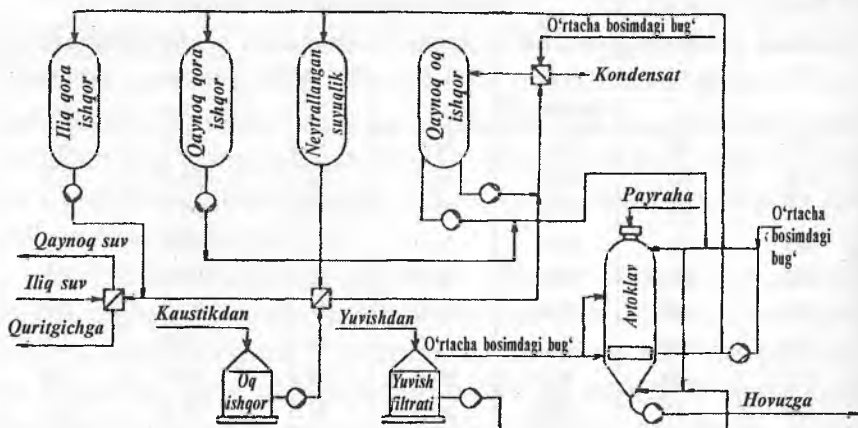 O‘rtacha bosimdagi bug‘
Iliq qora
ishqor
Qaynoq qora
ishqor
Neytrallangan
suyuqlik
Qaynoq oq
ishqor
Kondensat
Payraha
O‘rtacha
bosimdagi
bug‘
Qaynoq suv
Iliq suv
Quritgichga
Kaustikdan
Yuvishdan
O‘rtacha bosimdagi bug‘
Avtoklav
Oq
ishqor
Yuvish
filtrati
Hovuzga